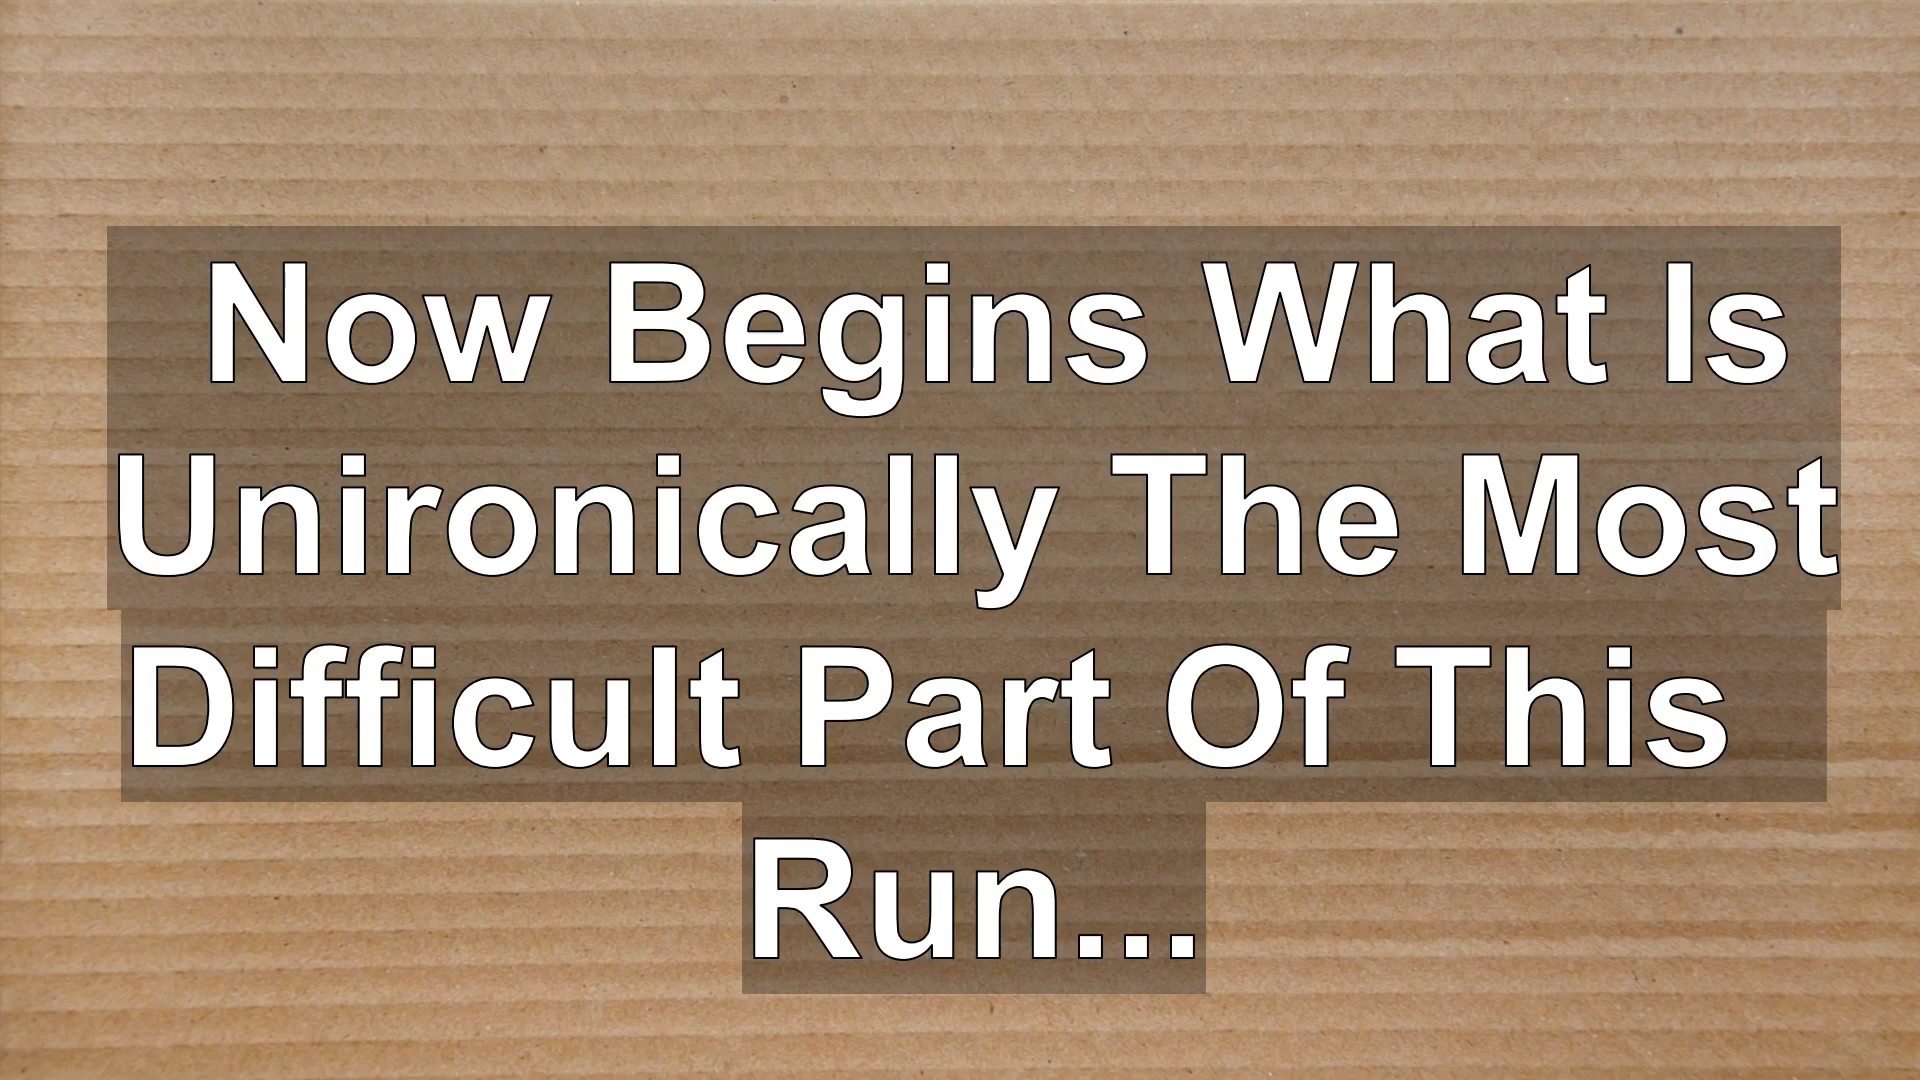 Now Begins What Is
Unironically The Most
Difficult Part Of This
Run...